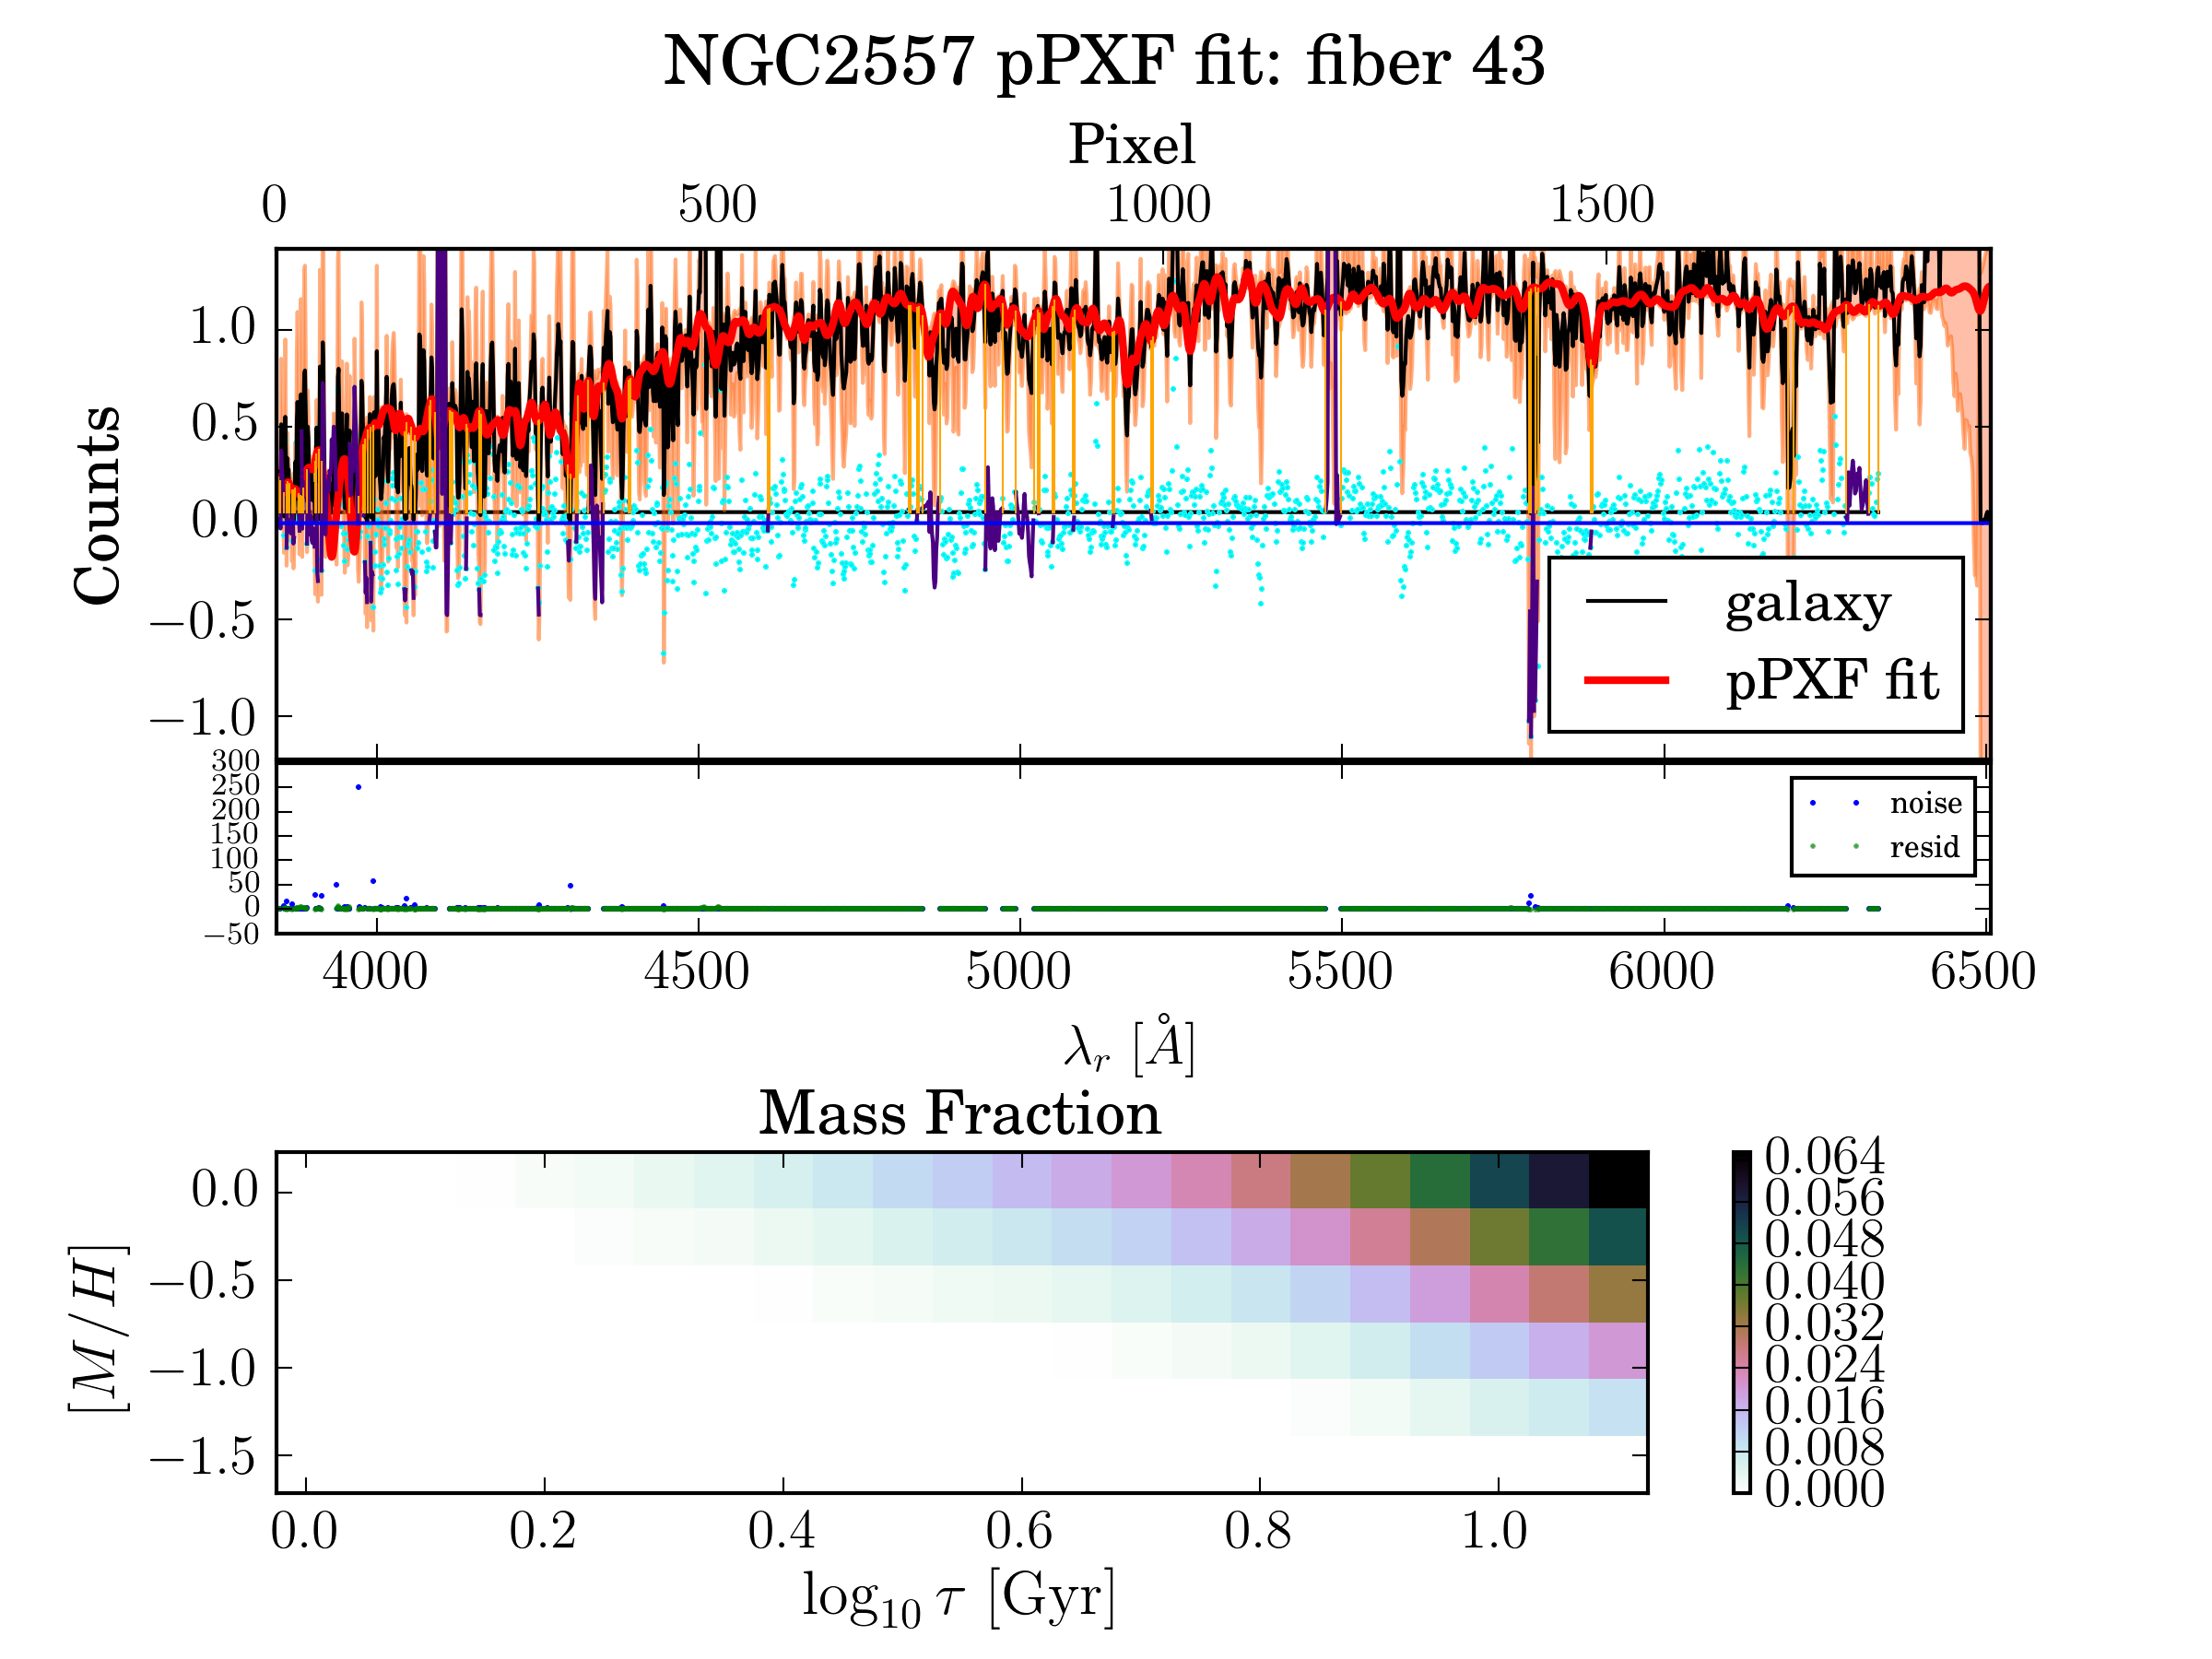 NGC2557 pPXF fit: fiber 43
Pixel
0 500 1000 1500
Counts
1.0
0.5
0.0
−0.5
−1.0
galaxy
pPXF fit
300
250
200
150
100
50
0
−50
noise
resid
4000 4500 5000 5500 6000 6500
λr [Å]
Mass Fraction
[M/H]
0.0
−0.5
−1.0
−1.5
0.0 0.2 0.4 0.6 0.8 1.0
log10 τ [Gyr]
0.064
0.056
0.048
0.040
0.032
0.024
0.016
0.008
0.000